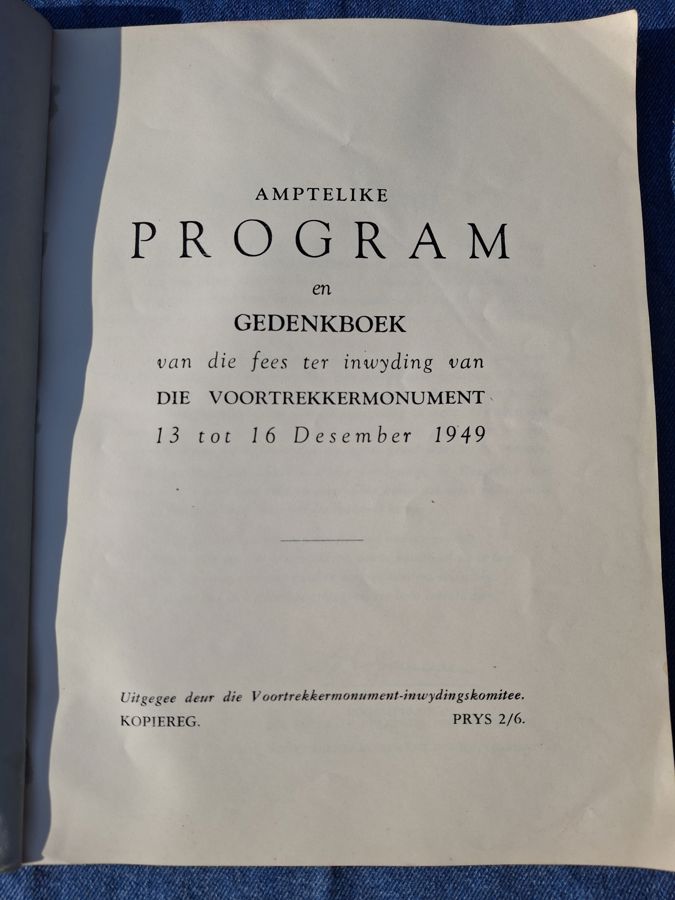 AMPTELIKE
PROGRAM
en
GEDENKBOEK
van die fees ter inwyding van
DIE VOORTREKKERMONUMENT
13 tot 16 Desember 1949
Uitgegee deur die Voortrekkermonument-inwydingskomitee.
KOPIEREG. PRYS 2/6.